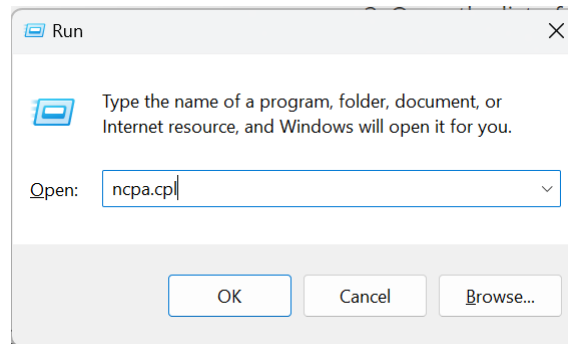 Run
Type the name of a program, folder, document, or
Internet resource, and Windows will open it for you.
Open: ncpa.cpl
OK Cancel Browse...